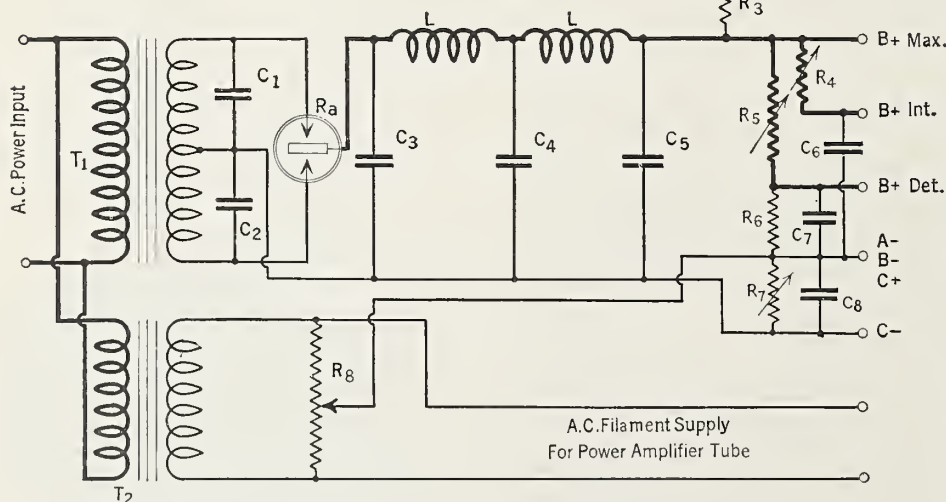 R3
L
L
B+ Max.
R4
C1
Ra
B+ Int.
R5
C3
C4
C5
C6
A.C.Power Input
T1
B+ Det.
C2
R6
C7
A-
B-
C+
R7
C8
C-
R8
A.C.Filament Supply
For Power Amplifier Tube
T2